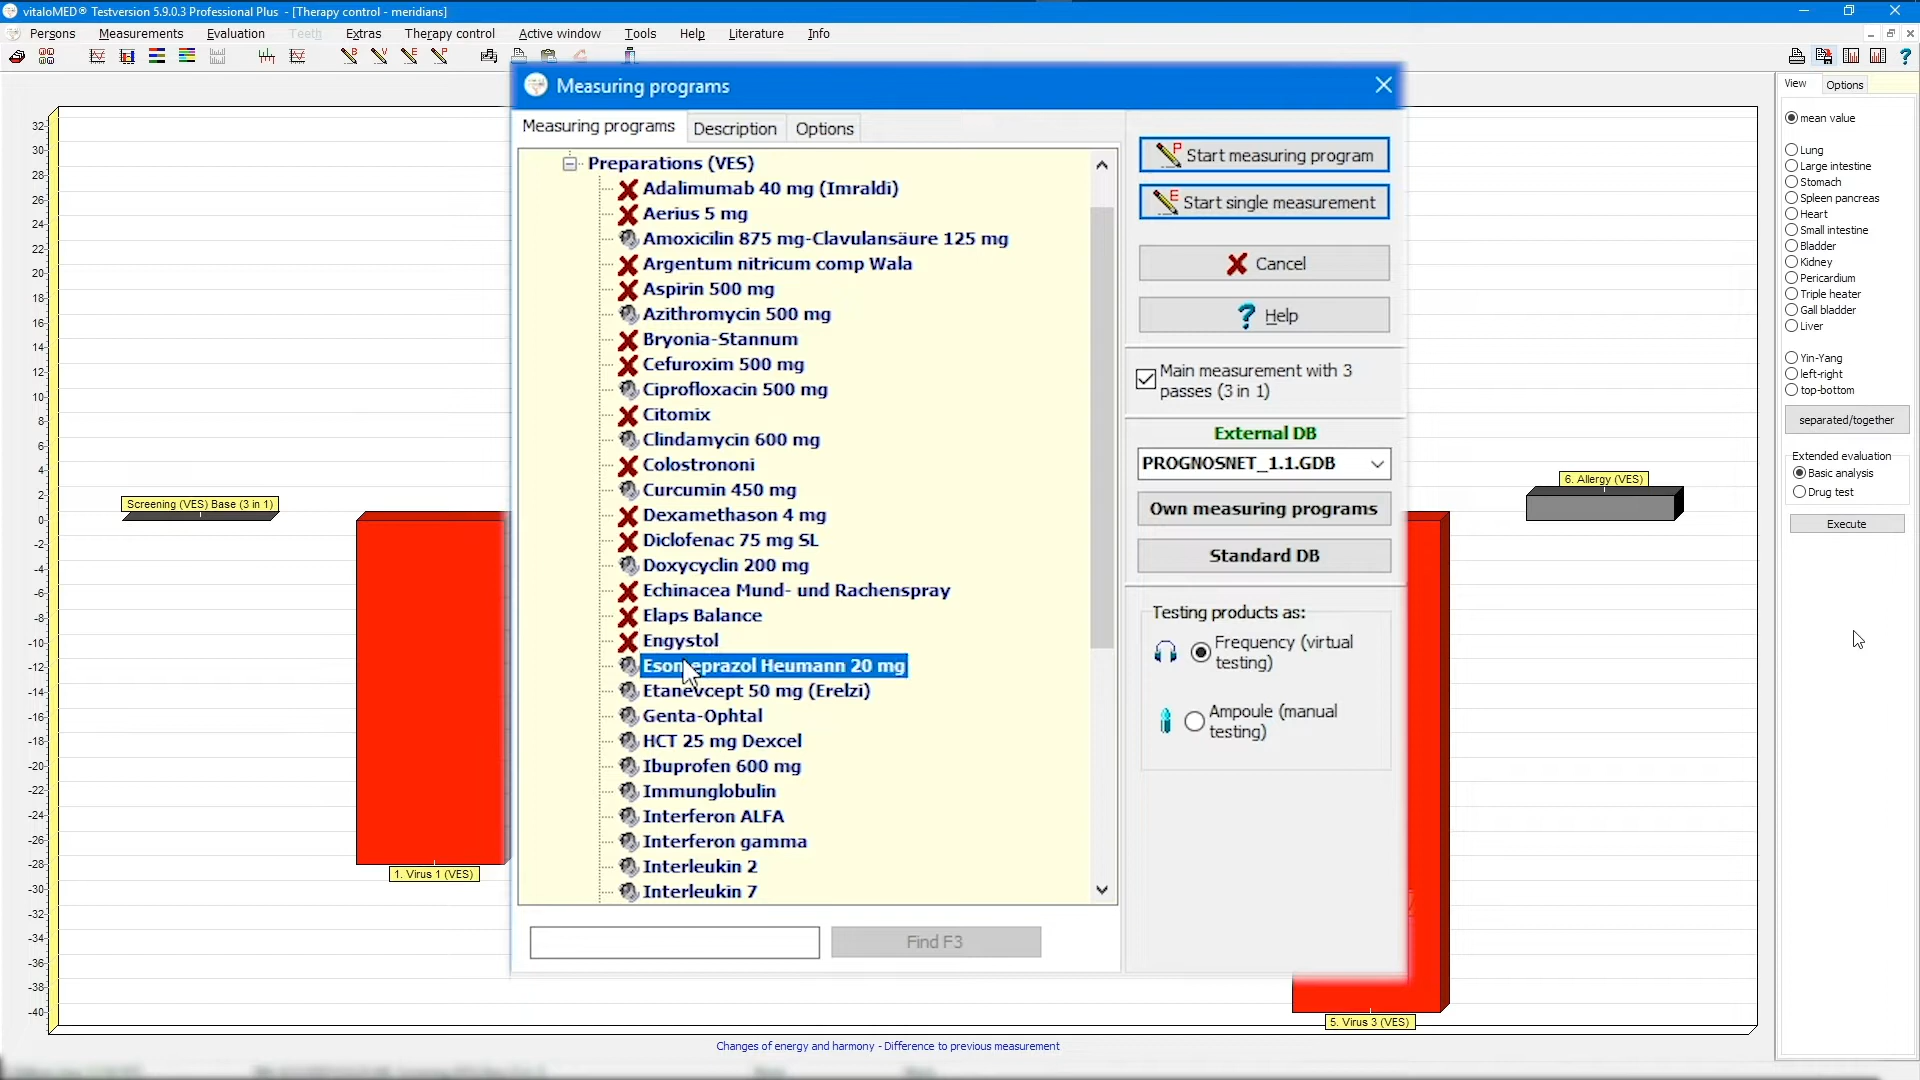 vitaloMED® Testversion 5.9.0.3 Professional Plus - [Therapy control - meridians]
Persons Measurements Evaluation Teeth Extras Therapy control Active window Tools Help Literature Info
Measuring programs
Measuring programs Description Options
Preparations (VES)
Adalimumab 40 mg (Imraldi)
Aerius 5 mg
Amoxicilin 875 mg-Clavulansäure 125 mg
Argentum nitricum comp Wala
Aspirin 500 mg
Azithromycin 500 mg
Bryonia-Stannum
Cefuroxim 500 mg
Ciprofloxacin 500 mg
Citomix
Clindamycin 600 mg
Colostrononi
Curcumin 450 mg
Dexamethason 4 mg
Diclofenac 75 mg SL
Doxycyclin 200 mg
Echinacea Mund- und Rachenspray
Elaps Balance
Engystol
Esomeprazol Heumann 20 mg
Etanevcept 50 mg (Erelzi)
Genta-Ophtal
HCT 25 mg Dexcel
Ibuprofen 600 mg
Immunglobulin
Interferon ALFA
Interferon gamma
Interleukin 2
Interleukin 7
Find F3
P Start measuring program
E Start single measurement
Cancel
? Help
Main measurement with 3
passes (3 in 1)
External DB
PROGNOSNET_1.1.GDB
Own measuring programs
Standard DB
Testing products as:
Frequency (virtual
testing)
Ampoule (manual
testing)
32
30
28
26
24
22
20
18
16
14
12
10
8
6
4
2
0
-2
-4
-6
-8
-10
-12
-14
-16
-18
-20
-22
-24
-26
-28
-30
-32
-34
-36
-38
-40
Screening (VES) Base (3 in 1)
1. Virus 1 (VES)
5. Virus 3 (VES)
6. Allergy (VES)
Changes of energy and harmony - Difference to previous measurement
View Options
mean value
Lung
Large intestine
Stomach
Spleen pancreas
Heart
Small intestine
Bladder
Kidney
Pericardium
Triple heater
Gall bladder
Liver
Yin-Yang
left-right
top-bottom
separated/together
Extended evaluation
Basic analysis
Drug test
Execute